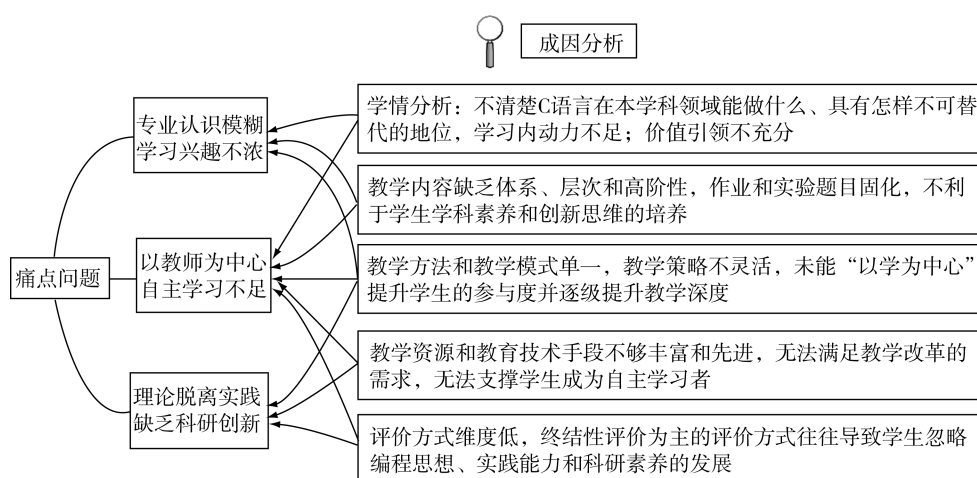 成因分析
专业认识模糊
学习兴趣不浓
学情分析：不清楚C语言在本学科领域能做什么、具有怎样不可替
代的地位，学习内动力不足；价值引领不充分
教学内容缺乏体系、层次和高阶性，作业和实验题目固化，不利
于学生学科素养和创新思维的培养
痛点问题
以教师为中心
自主学习不足
教学方法和教学模式单一，教学策略不灵活，未能“以学为中心”
提升学生的参与度并逐级提升教学深度
教学资源和教育技术手段不够丰富和先进，无法满足教学改革的
需求，无法支撑学生成为自主学习者
理论脱离实践
缺乏科研创新
评价方式维度低，终结性评价为主的评价方式往往导致学生忽略
编程思想、实践能力和科研素养的发展